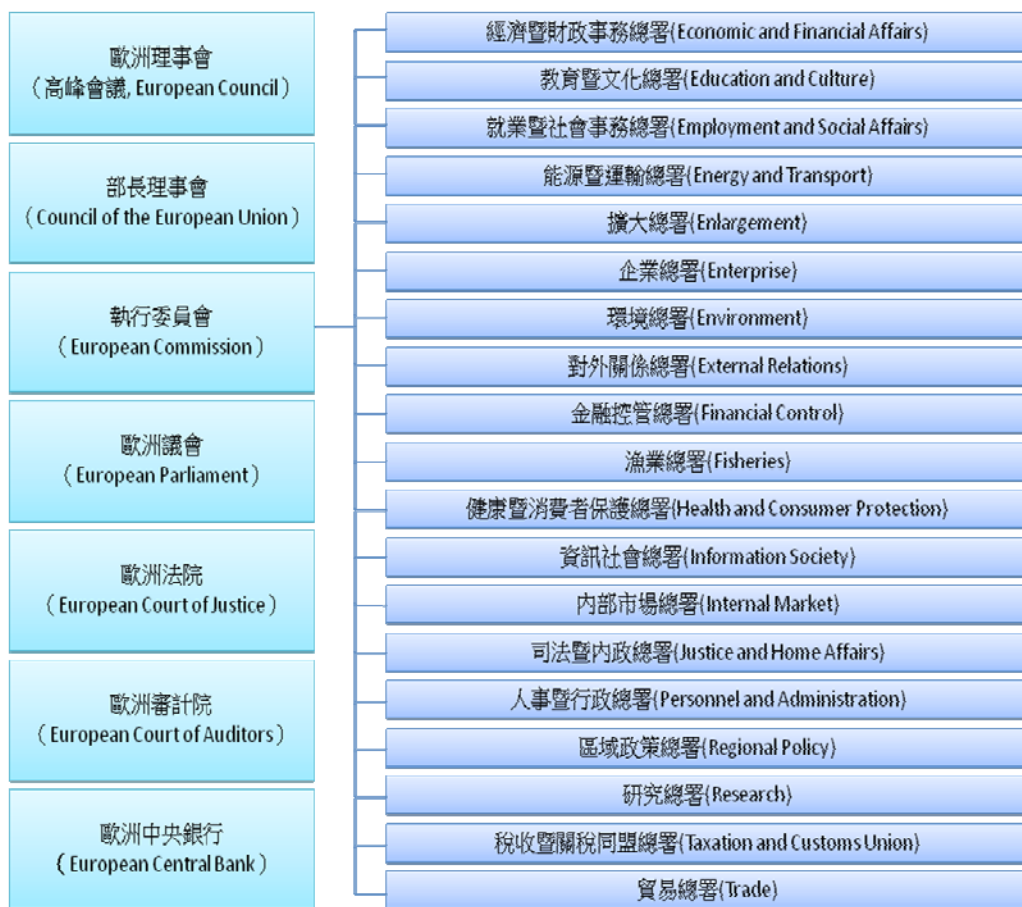 歐洲理事會
（高峰會議, European Council）
部長理事會
（Council of the European Union）
執行委員會
（European Commission）
歐洲議會
（European Parliament）
歐洲法院
（European Court of Justice）
歐洲審計院
（European Court of Auditors）
歐洲中央銀行
（European Central Bank）
經濟暨財政事務總署(Economic and Financial Affairs)
教育暨文化總署(Education and Culture)
就業暨社會事務總署(Employment and Social Affairs)
能源暨運輸總署(Energy and Transport)
擴大總署(Enlargement)
企業總署(Enterprise)
環境總署(Environment)
對外關係總署(External Relations)
金融控管總署(Financial Control)
漁業總署(Fisheries)
健康暨消費者保護總署(Health and Consumer Protection)
資訊社會總署(Information Society)
內部市場總署(Internal Market)
司法暨內政總署(Justice and Home Affairs)
人事暨行政總署(Personnel and Administration)
區域政策總署(Regional Policy)
研究總署(Research)
稅收暨關稅同盟總署(Taxation and Customs Union)
貿易總署(Trade)